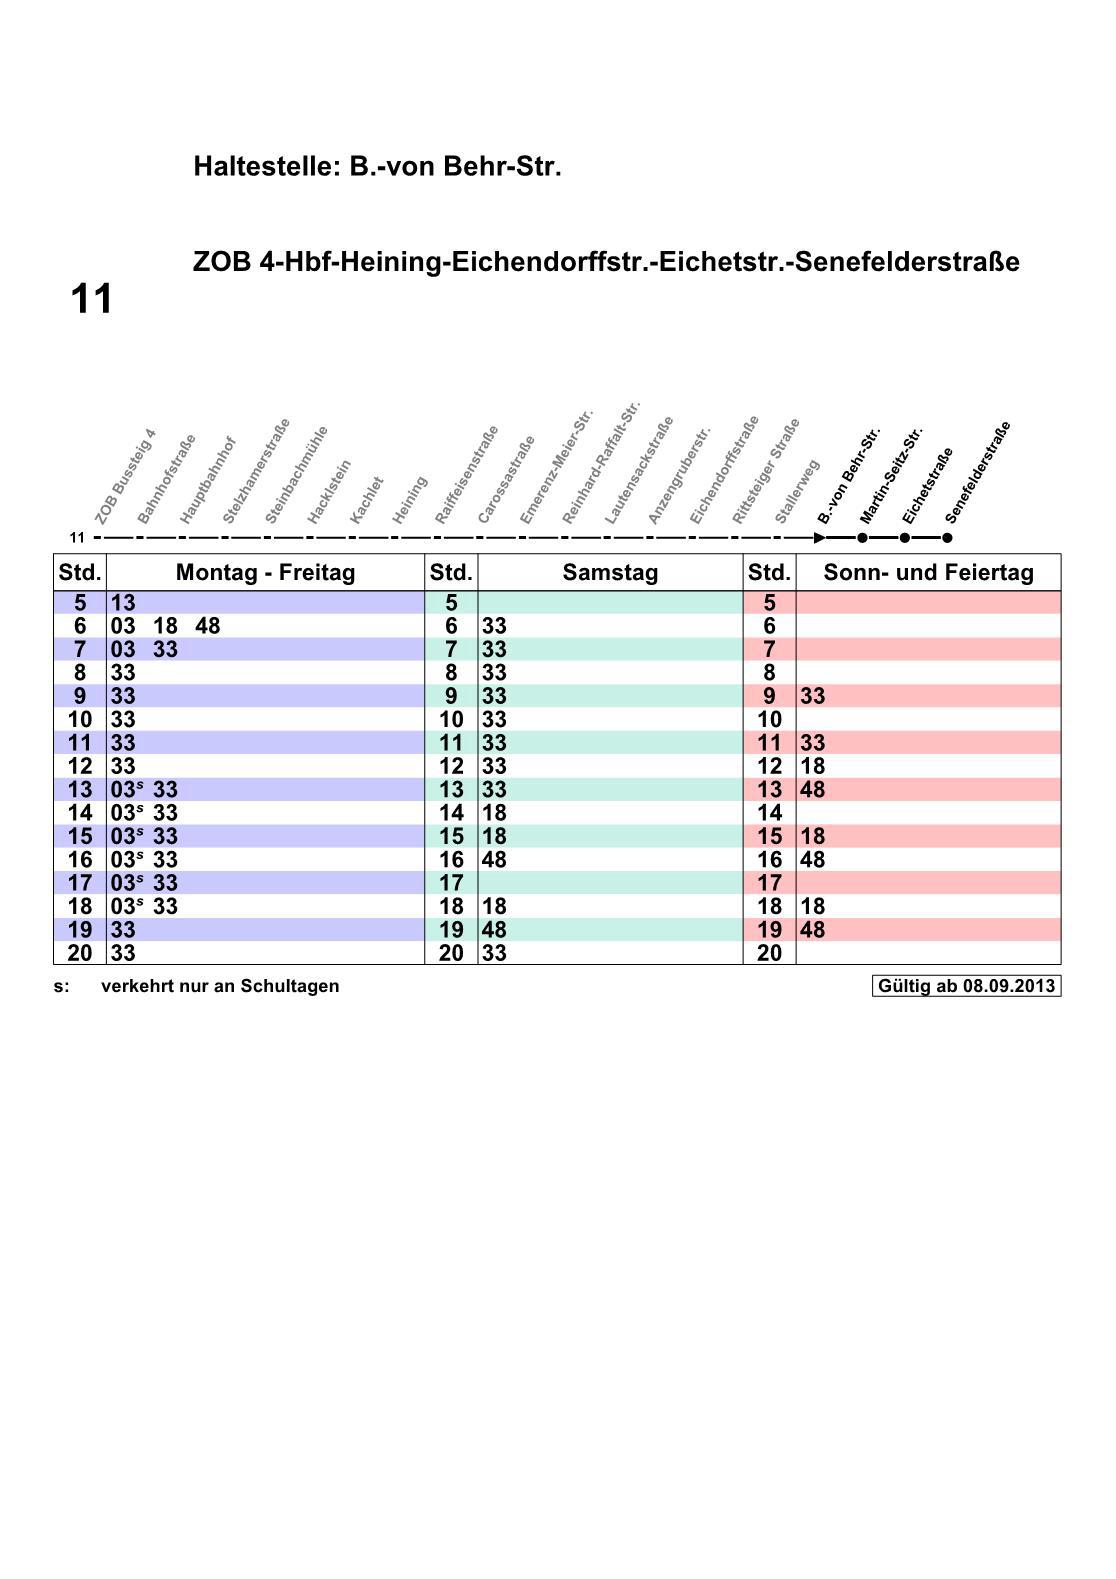 Haltestelle: B.-von Behr-Str.
ZOB 4-Hbf-Heining-Eichendorffstr.-Eichetstr.-Senefelderstraße
11
ZOB Bussteig 4
Bahnhofstraße
Hauptbahnhof
Stelzhamerstraße
Steinbachmühle
Hacklstein
Kachlet
Heining
Raiffeisenstraße
Carossastraße
Emerenz-Meier-Str.
Reinhard-Raffalt-Str.
Lautensackstraße
Anzengruberstr.
Eichendorffstraße
Rittsteiger Straße
Stallerweg
B.-von Behr-Str.
Martin-Seitz-Str.
Eichetstraße
Senefelderstraße
11
Std. Montag - Freitag Std. Samstag Std. Sonn- und Feiertag
5 13 5 5
6 03 18 48 6 33 6
7 03 33 7 33 7
8 33 8 33 8
9 33 9 33 9 33
10 33 10 33 10
11 33 11 33 11 33
12 33 12 33 12 18
13 03s 33 13 33 13 48
14 03s 33 14 18 14
15 03s 33 15 18 15 18
16 03s 33 16 48 16 48
17 03s 33 17 17
18 03s 33 18 18 18 18
19 33 19 48 19 48
20 33 20 33 20
s: verkehrt nur an Schultagen Gültig ab 08.09.2013